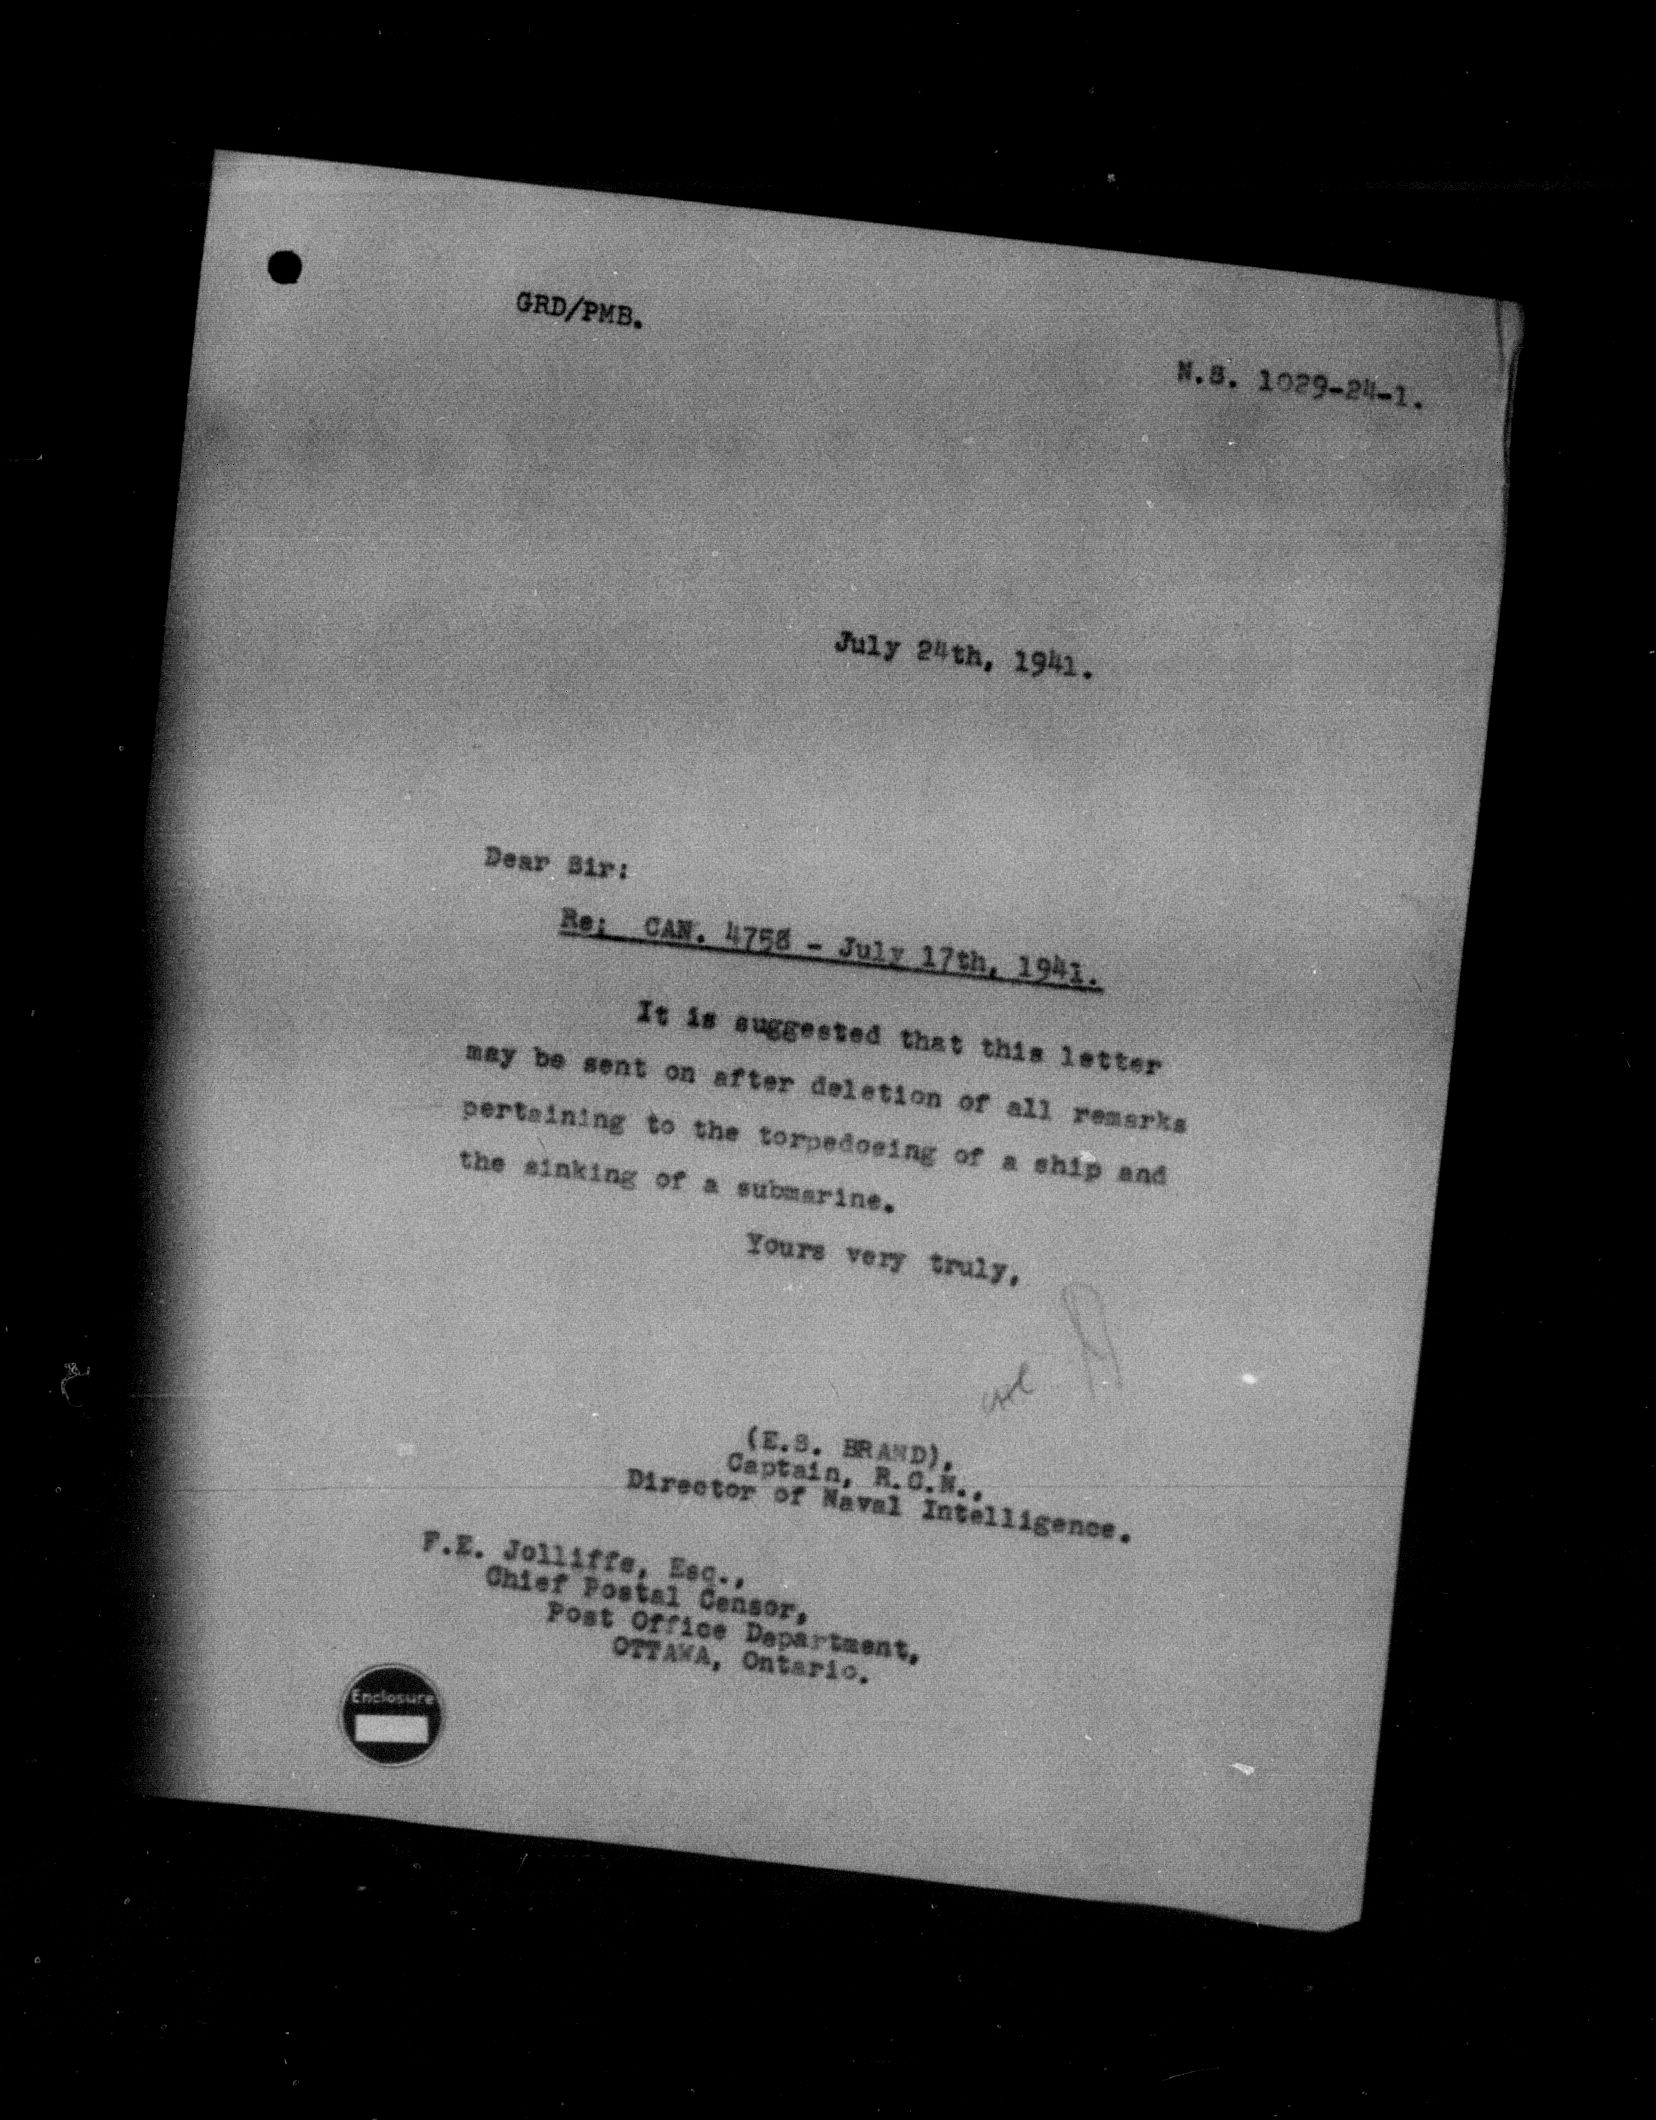 GRD/PMB.
N.S. 1029-24-1.
July 24th, 1941.
Dear Sir:
Re: CAN. 4758 - July 17th, 1941.
It is suggested that this letter
may be sent on after deletion of all remarks
pertaining to the torpedoeing of a ship and
the sinking of a submarine.
Yours very truly,
(E.S. BRAND),
Captain, R.C.N.,
Director of Naval Intelligence.
F.E. Jolliffe, Esq.,
Chief Postal Censor,
Post Office Department,
OTTAWA, Ontario.
Enclosure